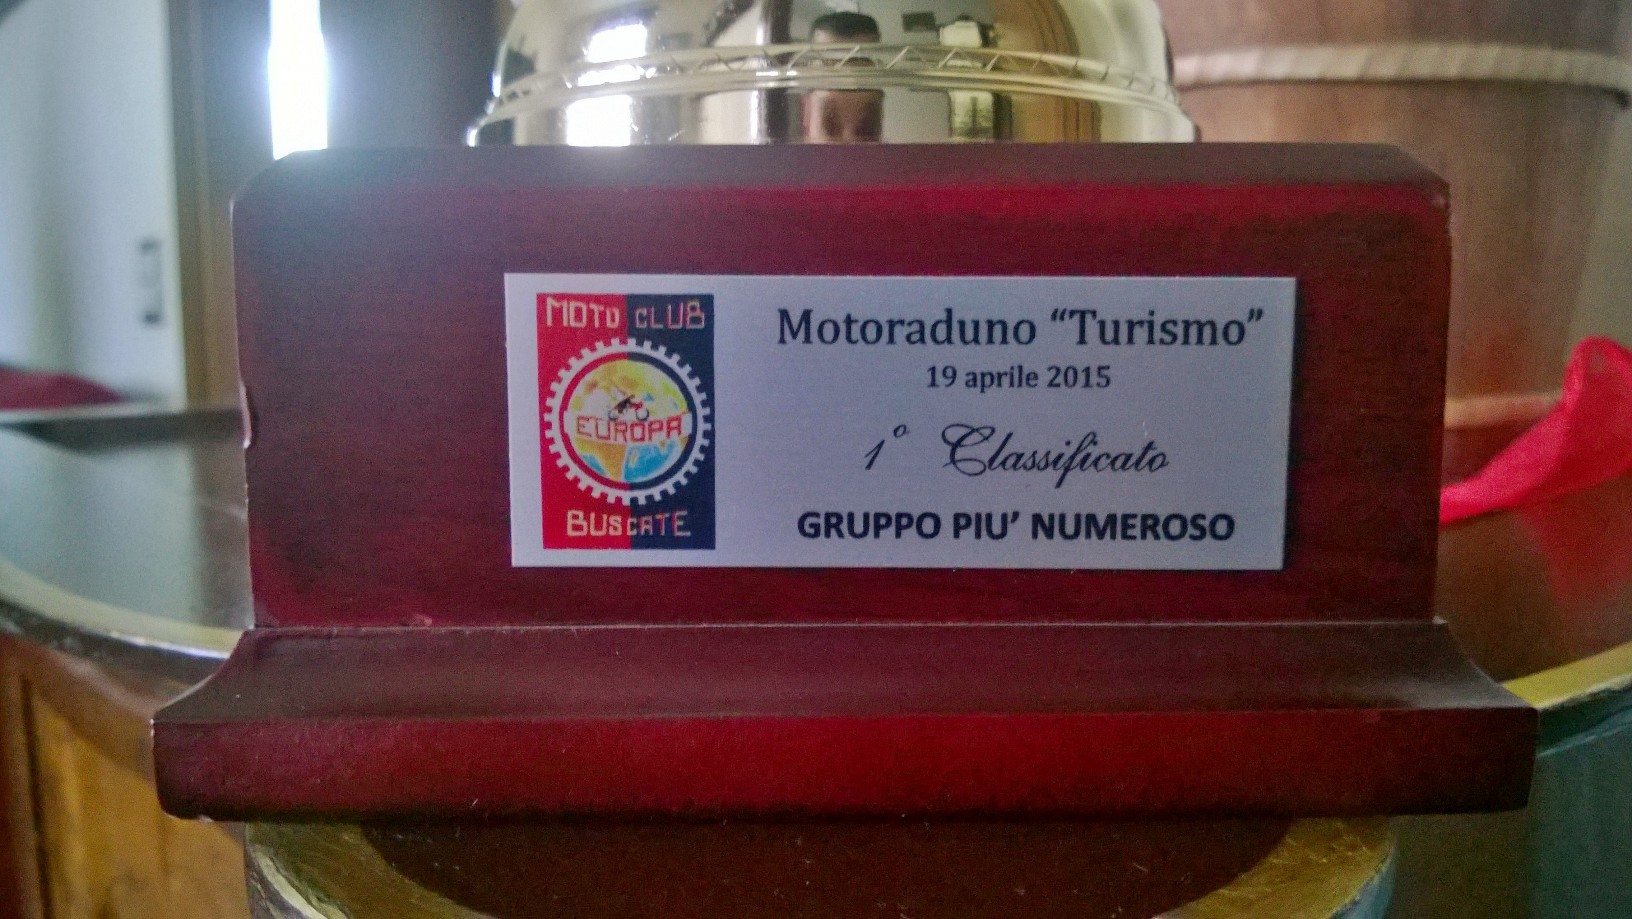 MOTO CLUB
EUROPA
BUSCATE
Motoraduno “Turismo”
19 aprile 2015
1° Classificato
GRUPPO PIU’ NUMEROSO